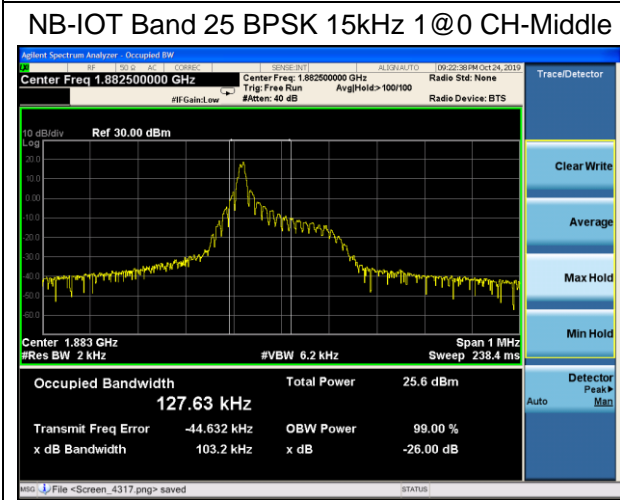 NB-IOT Band 25 BPSK 15kHz 1@0 CH-Middle
Agilent Spectrum Analyzer - Occupied BW
RF 50 Ω AC CORREC SENSE:INT ALIGNAUTO 09:22:38 PM Oct 24, 2019
Center Freq 1.882500000 GHz Center Freq: 1.882500000 GHz Radio Std: None Trace/Detector
Trig: Free Run Avg|Hold:> 100/100
#IFGain:Low #Atten: 40 dB Radio Device: BTS
10 dB/div Ref 30.00 dBm
Log
20.0
10.0
0.00
-10.0
-20.0
-30.0
-40.0
-50.0
-60.0
Clear Write
Average
Max Hold
Min Hold
Center 1.883 GHz Span 1 MHz
#Res BW 2 kHz #VBW 6.2 kHz Sweep 238.4 ms
Occupied Bandwidth Total Power 25.6 dBm
127.63 kHz
Detector
Peak▶
Auto Man
Transmit Freq Error -44.632 kHz OBW Power 99.00 %
x dB Bandwidth 103.2 kHz x dB -26.00 dB
MSG File <Screen_4317.png> saved STATUS